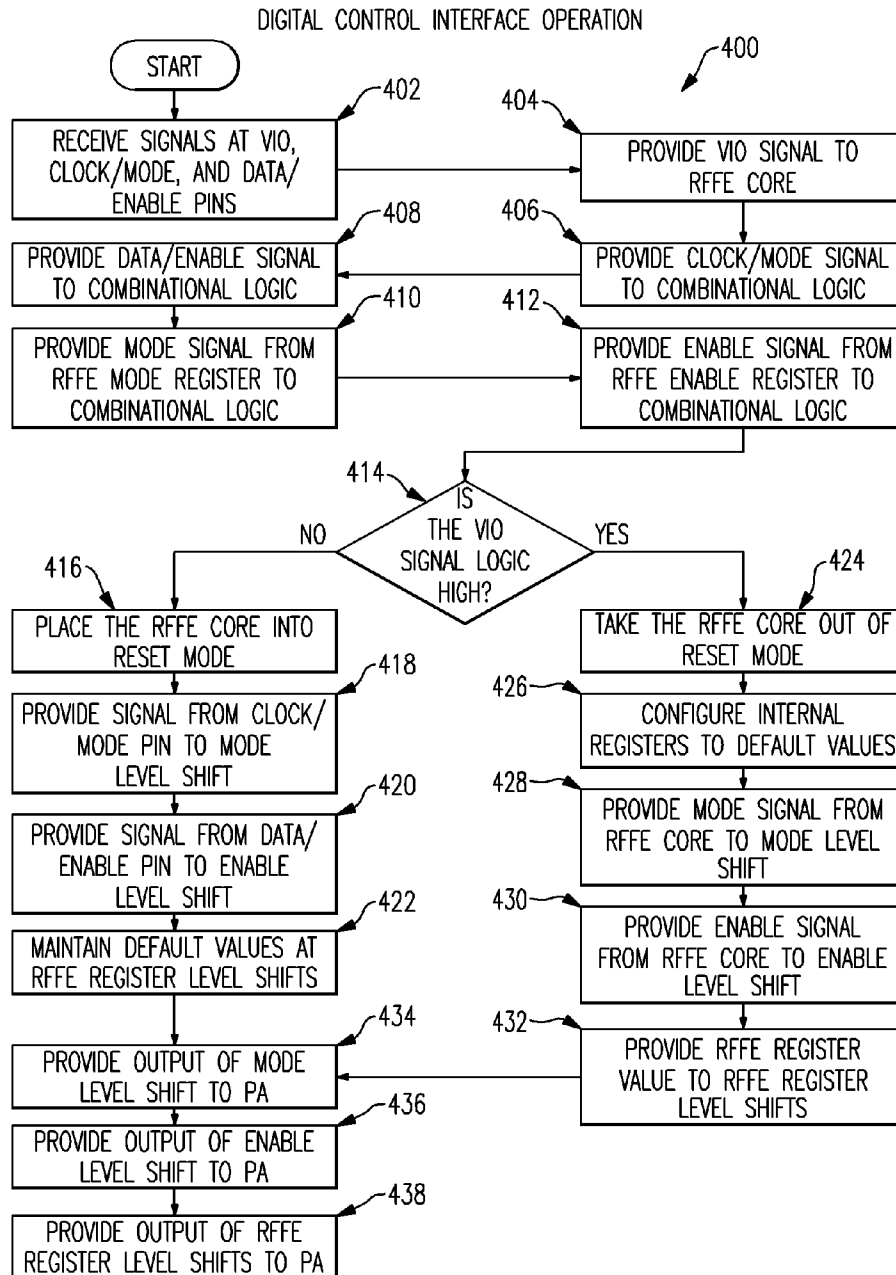 DIGITAL CONTROL INTERFACE OPERATION
START
400
402
RECEIVE SIGNALS AT VIO,
CLOCK/MODE, AND DATA/
ENABLE PINS
404
PROVIDE VIO SIGNAL TO
RFFE CORE
406
PROVIDE CLOCK/MODE SIGNAL
TO COMBINATIONAL LOGIC
408
PROVIDE DATA/ENABLE SIGNAL
TO COMBINATIONAL LOGIC
410
PROVIDE MODE SIGNAL FROM
RFFE MODE REGISTER TO
COMBINATIONAL LOGIC
412
PROVIDE ENABLE SIGNAL FROM
RFFE ENABLE REGISTER TO
COMBINATIONAL LOGIC
414
IS
THE VIO
SIGNAL LOGIC
HIGH?
NO
YES
416
PLACE THE RFFE CORE INTO
RESET MODE
418
PROVIDE SIGNAL FROM CLOCK/
MODE PIN TO MODE
LEVEL SHIFT
420
PROVIDE SIGNAL FROM DATA/
ENABLE PIN TO ENABLE
LEVEL SHIFT
422
MAINTAIN DEFAULT VALUES AT
RFFE REGISTER LEVEL SHIFTS
424
TAKE THE RFFE CORE OUT OF
RESET MODE
426
CONFIGURE INTERNAL
REGISTERS TO DEFAULT VALUES
428
PROVIDE MODE SIGNAL FROM
RFFE CORE TO MODE LEVEL
SHIFT
430
PROVIDE ENABLE SIGNAL
FROM RFFE CORE TO ENABLE
LEVEL SHIFT
432
PROVIDE RFFE REGISTER
VALUE TO RFFE REGISTER
LEVEL SHIFTS
434
PROVIDE OUTPUT OF MODE
LEVEL SHIFT TO PA
436
PROVIDE OUTPUT OF ENABLE
LEVEL SHIFT TO PA
438
PROVIDE OUTPUT OF RFFE
REGISTER LEVEL SHIFTS TO PA